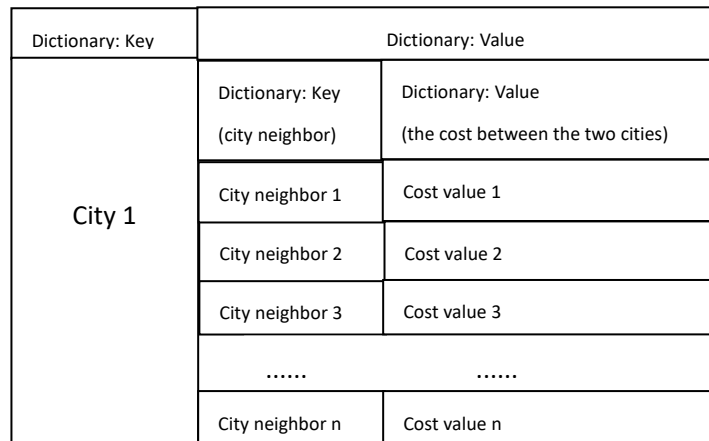 Dictionary: Key Dictionary: Value
Dictionary: Key Dictionary: Value
(city neighbor) (the cost between the two cities)
City 1
City neighbor 1 Cost value 1
City neighbor 2 Cost value 2
City neighbor 3 Cost value 3
...... ......
City neighbor n Cost value n